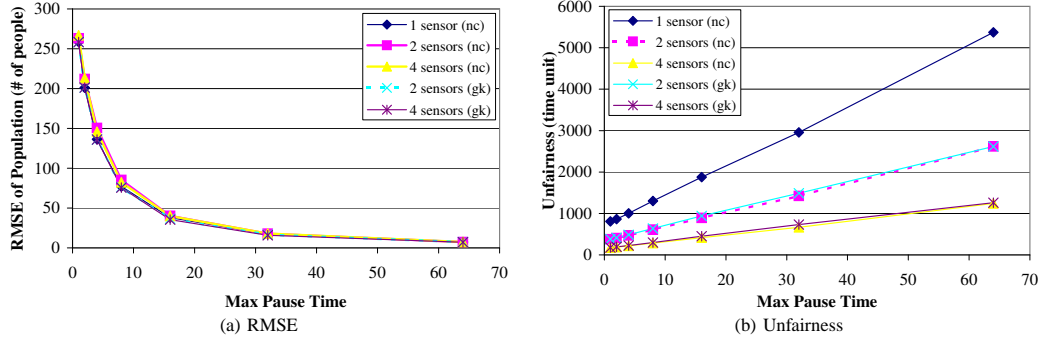 RMSE of Population (# of people)
300
250
200
150
100
50
0
0 10 20 30 40 50 60 70
Max Pause Time
1 sensor (nc)
2 sensors (nc)
4 sensors (nc)
2 sensors (gk)
4 sensors (gk)
(a) RMSE
Unfairness (time unit)
6000
5000
4000
3000
2000
1000
0
0 10 20 30 40 50 60 70
Max Pause Time
1 sensor (nc)
2 sensors (nc)
4 sensors (nc)
2 sensors (gk)
4 sensors (gk)
(b) Unfairness